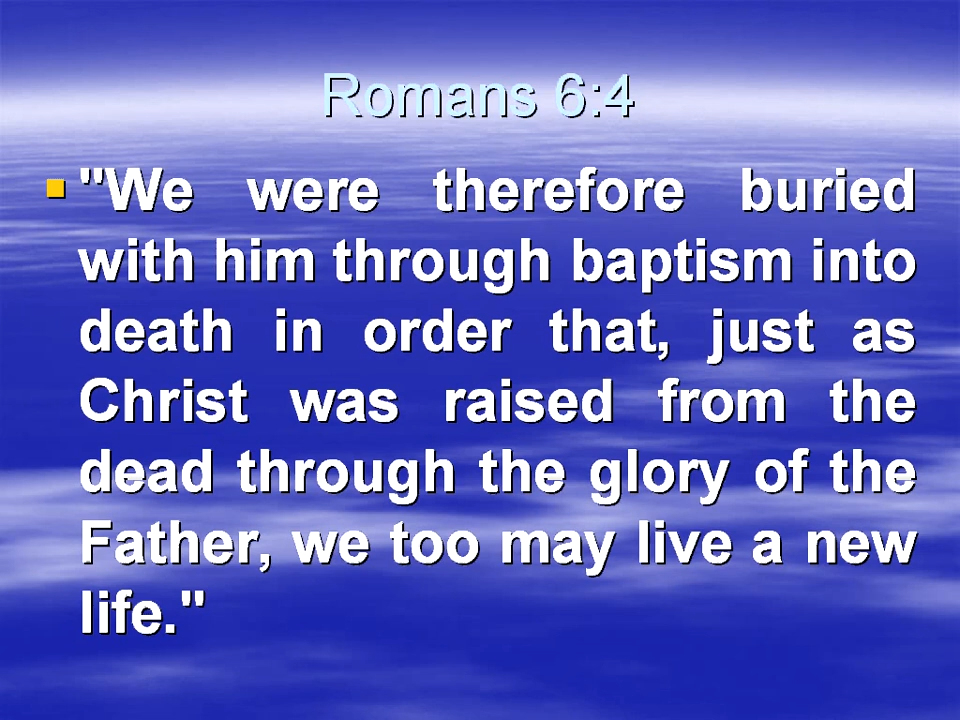 Romans 6:4
"We were therefore buried
with him through baptism into
death in order that, just as
Christ was raised from the
dead through the glory of the
Father, we too may live a new
life."